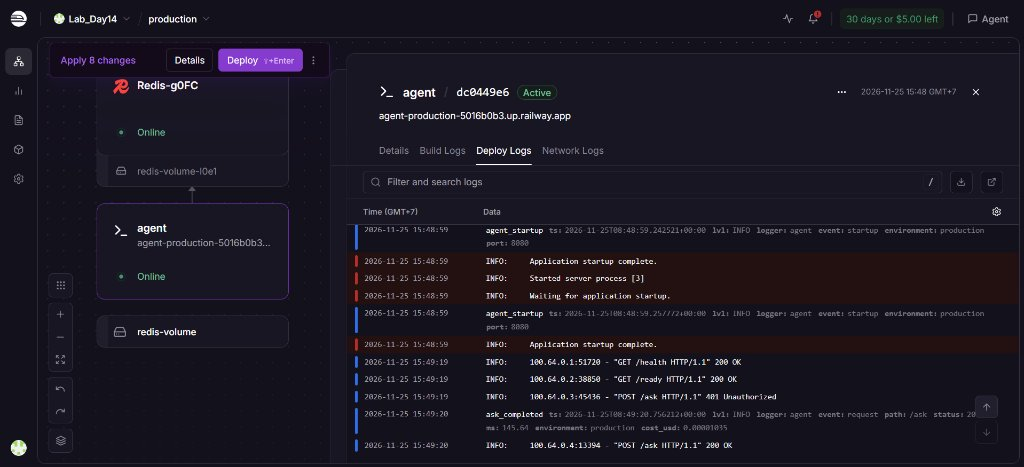 Lab_Day14 / production
30 days or $5.00 left
Agent
Apply 8 changes
Details
Deploy ⇧+Enter
Redis-g0FC
Online
redis-volume-l0e1
agent
agent-production-5016b0b3...
Online
redis-volume
agent / dc0449e6 Active
2026-11-25 15:48 GMT+7
agent-production-5016b0b3.up.railway.app
Details Build Logs Deploy Logs Network Logs
Filter and search logs /
Time (GMT+7) Data
2026-11-25 15:48:59 agent_startup ts: 2026-11-25T08:48:59.242521+00:00 lvl: INFO logger: agent event: startup environment: production
port: 8080
2026-11-25 15:48:59 INFO: Application startup complete.
2026-11-25 15:48:59 INFO: Started server process [3]
2026-11-25 15:48:59 INFO: Waiting for application startup.
2026-11-25 15:48:59 agent_startup ts: 2026-11-25T08:48:59.257772+00:00 lvl: INFO logger: agent event: startup environment: production
port: 8080
2026-11-25 15:48:59 INFO: Application startup complete.
2026-11-25 15:49:19 INFO: 100.64.0.1:51720 - "GET /health HTTP/1.1" 200 OK
2026-11-25 15:49:19 INFO: 100.64.0.2:38850 - "GET /ready HTTP/1.1" 200 OK
2026-11-25 15:49:19 INFO: 100.64.0.3:45436 - "POST /ask HTTP/1.1" 401 Unauthorized
2026-11-25 15:49:20 ask_completed ts: 2026-11-25T08:49:20.756212+00:00 lvl: INFO logger: agent event: request path: /ask status: 20
ms: 145.64 environment: production cost_usd: 0.00001035
2026-11-25 15:49:20 INFO: 100.64.0.4:13394 - "POST /ask HTTP/1.1" 200 OK